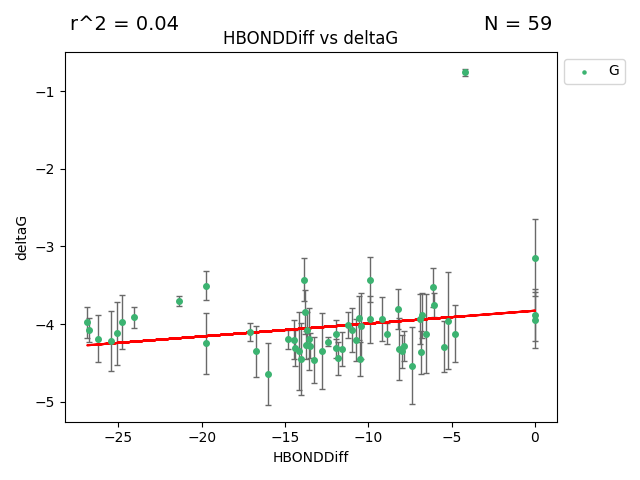 r^2 = 0.04
N = 59
HBONDDiff vs deltaG
G
−1
−2
−3
−4
−5
deltaG
−25
−20
−15
−10
−5
0
HBONDDiff